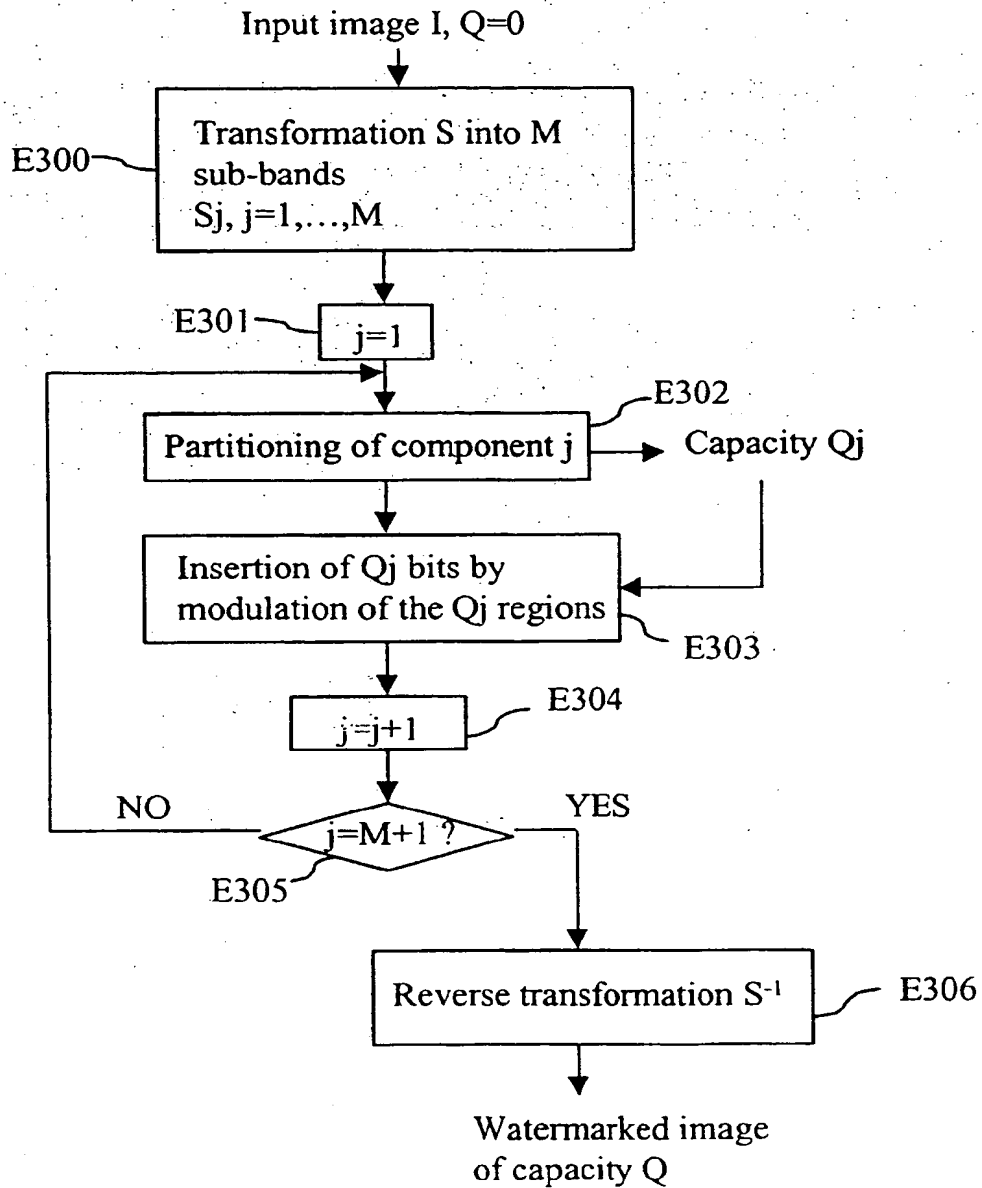 Input image I, Q=0
E300
Transformation S into M
sub-bands
Sj, j=1,...,M
E301
j=1
E302
Partitioning of component j
Capacity Qj
Insertion of Qj bits by
modulation of the Qj regions
E303
E304
j=j+1
NO
YES
j=M+1 ?
E305
Reverse transformation S⁻¹
E306
Watermarked image
of capacity Q